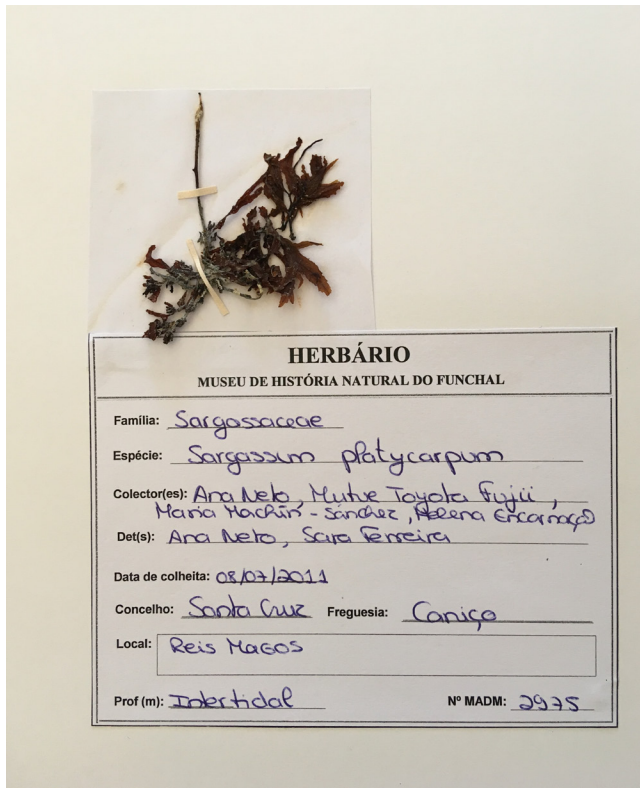 HERBÁRIO
MUSEU DE HISTÓRIA NATURAL DO FUNCHAL
Família: Sargassaceae
Espécie: Sargassum platycarpum
Colector(es): Ana Neto, Mutue Toyota Fujii,
Maria Machín-Sánchez, Helena Encarnação
Det(s): Ana Neto, Sara Ferreira
Data de colheita: 08/07/2011
Concelho: Santa Cruz Freguesia: Caniço
Local: Reis Magos
Prof (m): Intertidal Nº MADM: 2975